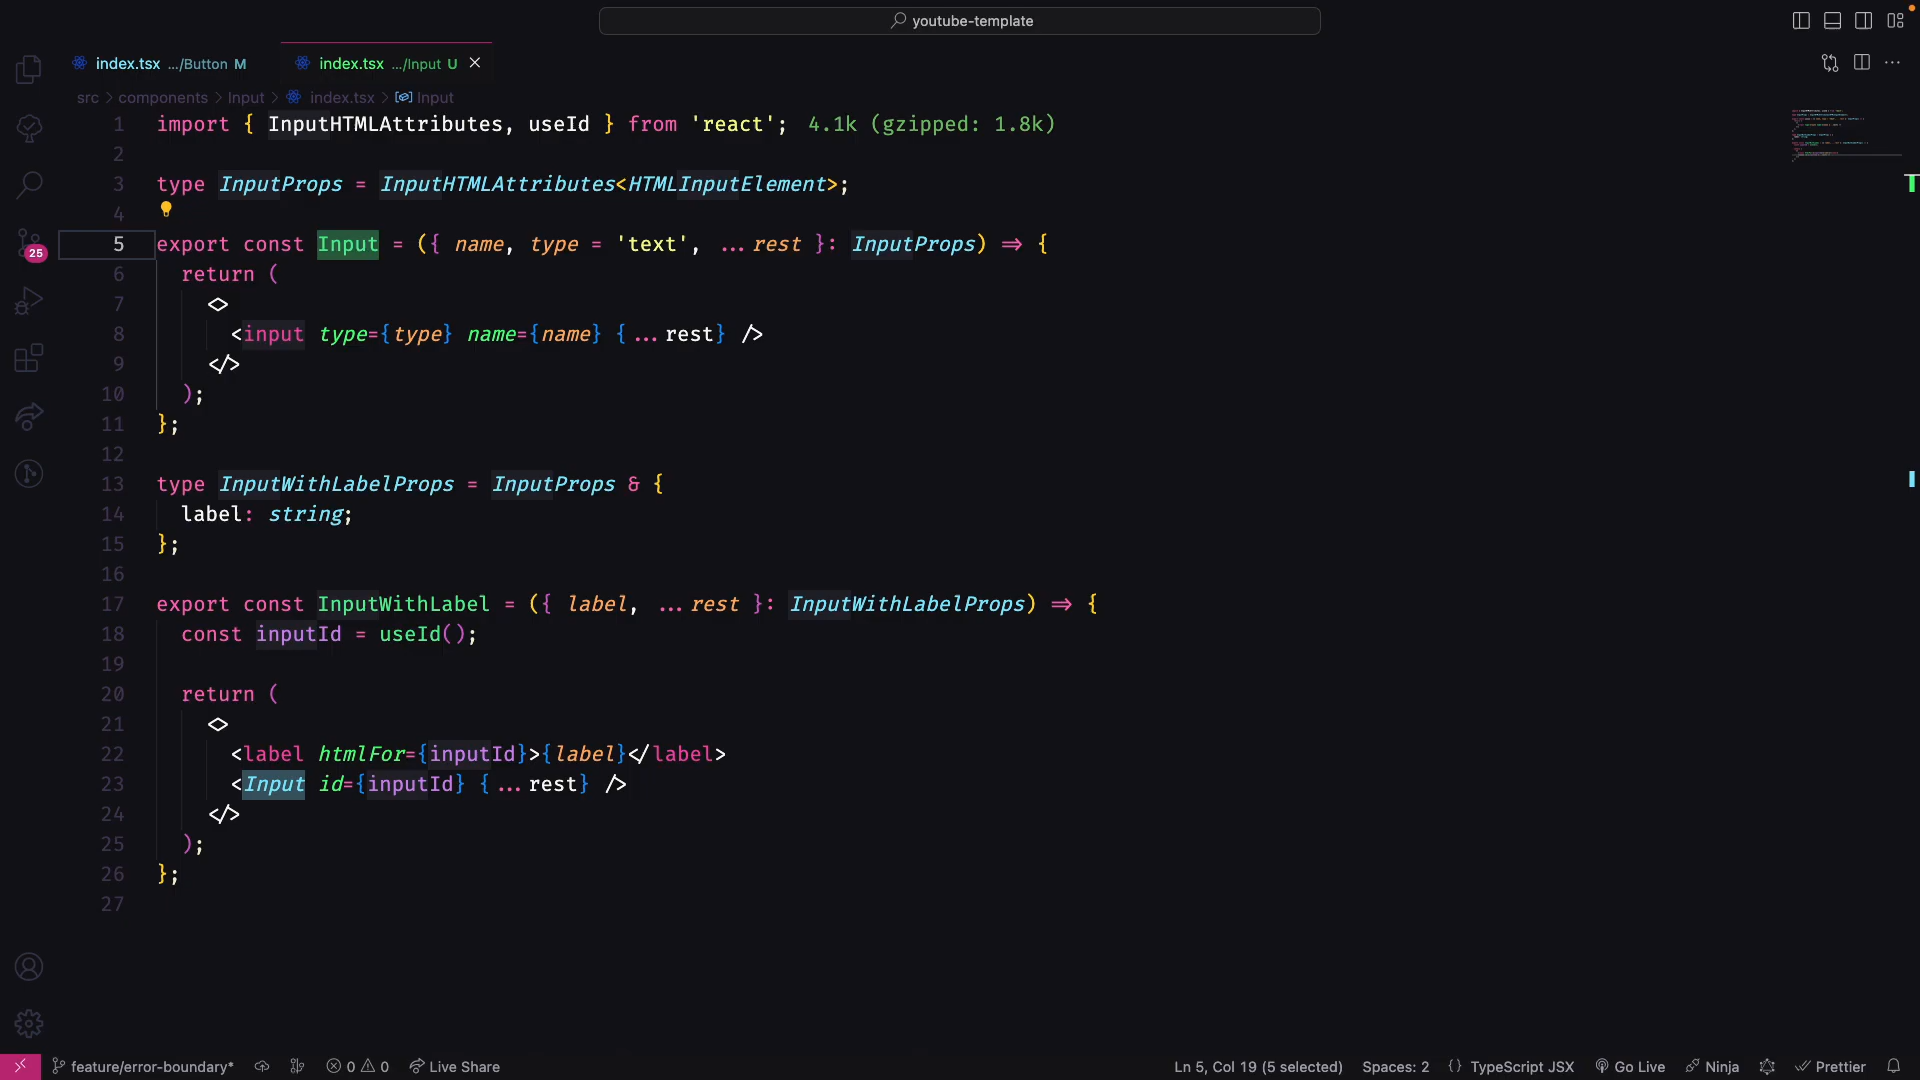 youtube-template
index.tsx .../Button M
index.tsx .../Input U
src > components > Input > index.tsx > Input
1 import { InputHTMLAttributes, useId } from 'react'; 4.1k (gzipped: 1.8k)
2
3 type InputProps = InputHTMLAttributes<HTMLInputElement>;
4
5 export const Input = ({ name, type = 'text', ...rest }: InputProps) => {
6 return (
7 <>
8 <input type={type} name={name} {...rest} />
9 </>
10 );
11 };
12
13 type InputWithLabelProps = InputProps & {
14 label: string;
15 };
16
17 export const InputWithLabel = ({ label, ...rest }: InputWithLabelProps) => {
18 const inputId = useId();
19
20 return (
21 <>
22 <label htmlFor={inputId}>{label}</label>
23 <Input id={inputId} {...rest} />
24 </>
25 );
26 };
27
25
feature/error-boundary* 0 0 Live Share Ln 5, Col 19 (5 selected) Spaces: 2 {} TypeScript JSX Go Live Ninja Prettier